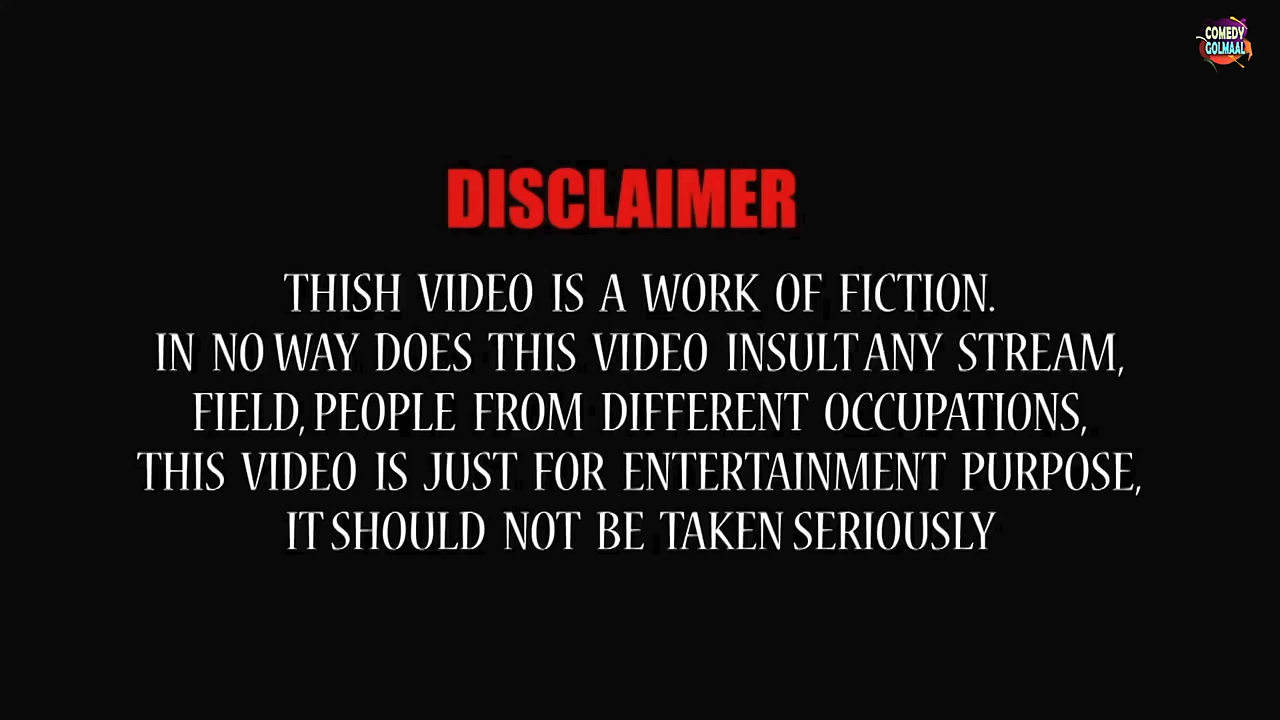 COMEDY
GOLMAAL
DISCLAIMER
THISH VIDEO IS A WORK OF FICTION.
IN NO WAY DOES THIS VIDEO INSULT ANY STREAM,
FIELD, PEOPLE FROM DIFFERENT OCCUPATIONS,
THIS VIDEO IS JUST FOR ENTERTAINMENT PURPOSE,
IT SHOULD NOT BE TAKEN SERIOUSLY